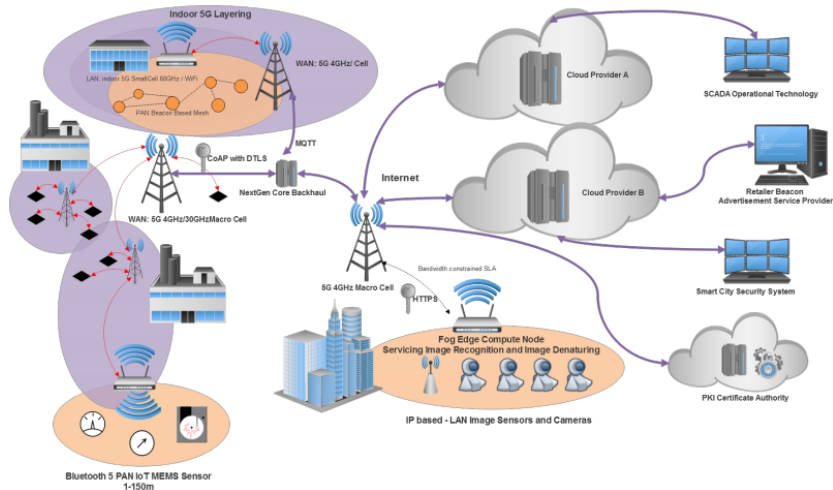 Indoor 5G Layering
WAN: 5G 4GHz/ Cell
LAN: indoor 5G SmallCell 60GHz / WiFi
PAN Beacon Based Mesh
MQTT
CoAP with DTLS
NextGen Core Backhaul
WAN: 5G 4GHz/30GHzMacro Cell
Internet
Cloud Provider A
SCADA Operational Technology
Cloud Provider B
Retailer Beacon
Advertisement Service Provider
5G 4GHz Macro Cell
Bandwidth constrained SLA
HTTPS
Smart City Security System
Fog Edge Compute Node
Servicing Image Recognition and Image Denaturing
PKI Certificate Authority
IP based - LAN Image Sensors and Cameras
Bluetooth 5 PAN IoT MEMS Sensor
1-150m